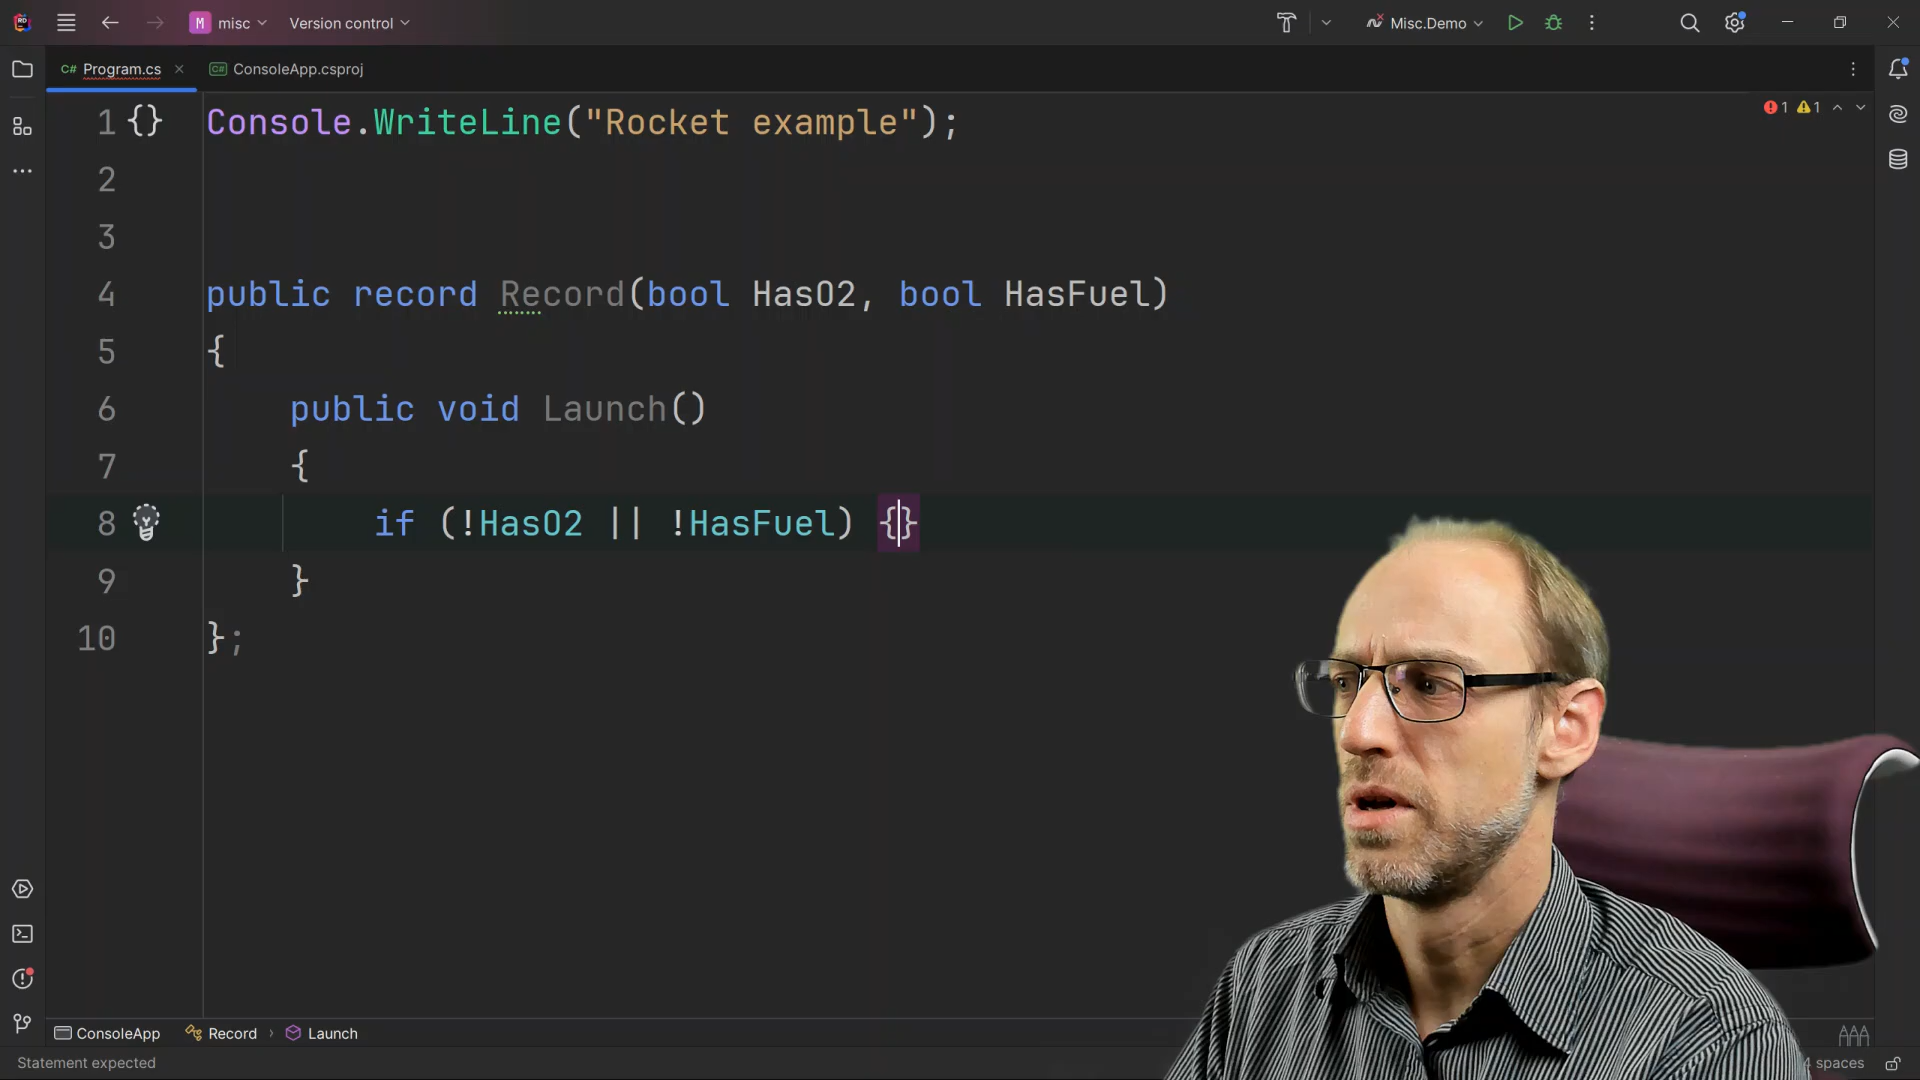 M misc Version control Misc.Demo
C# Program.cs C# ConsoleApp.csproj
1 {} Console.WriteLine("Rocket example");
1 1
2
3
4 public record Record(bool HasO2, bool HasFuel)
5 {
6 public void Launch()
7 {
8 if (!HasO2 || !HasFuel) {}
9 }
10 };
ConsoleApp Record › Launch
Statement expected
spaces